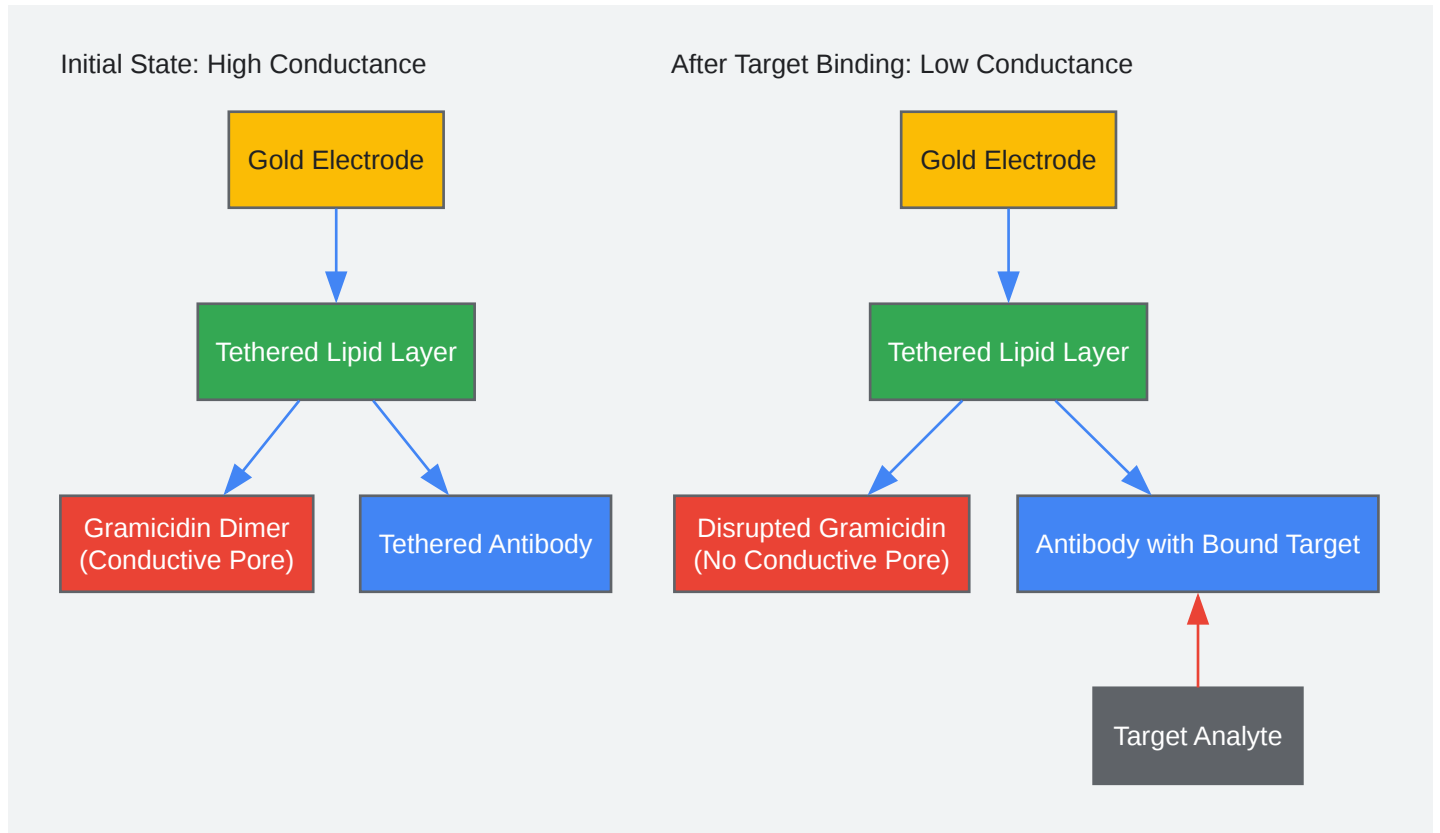 Initial State: High Conductance
Gold Electrode
Tethered Lipid Layer
Gramicidin Dimer
(Conductive Pore)
Tethered Antibody
After Target Binding: Low Conductance
Gold Electrode
Tethered Lipid Layer
Disrupted Gramicidin
(No Conductive Pore)
Antibody with Bound Target
Target Analyte